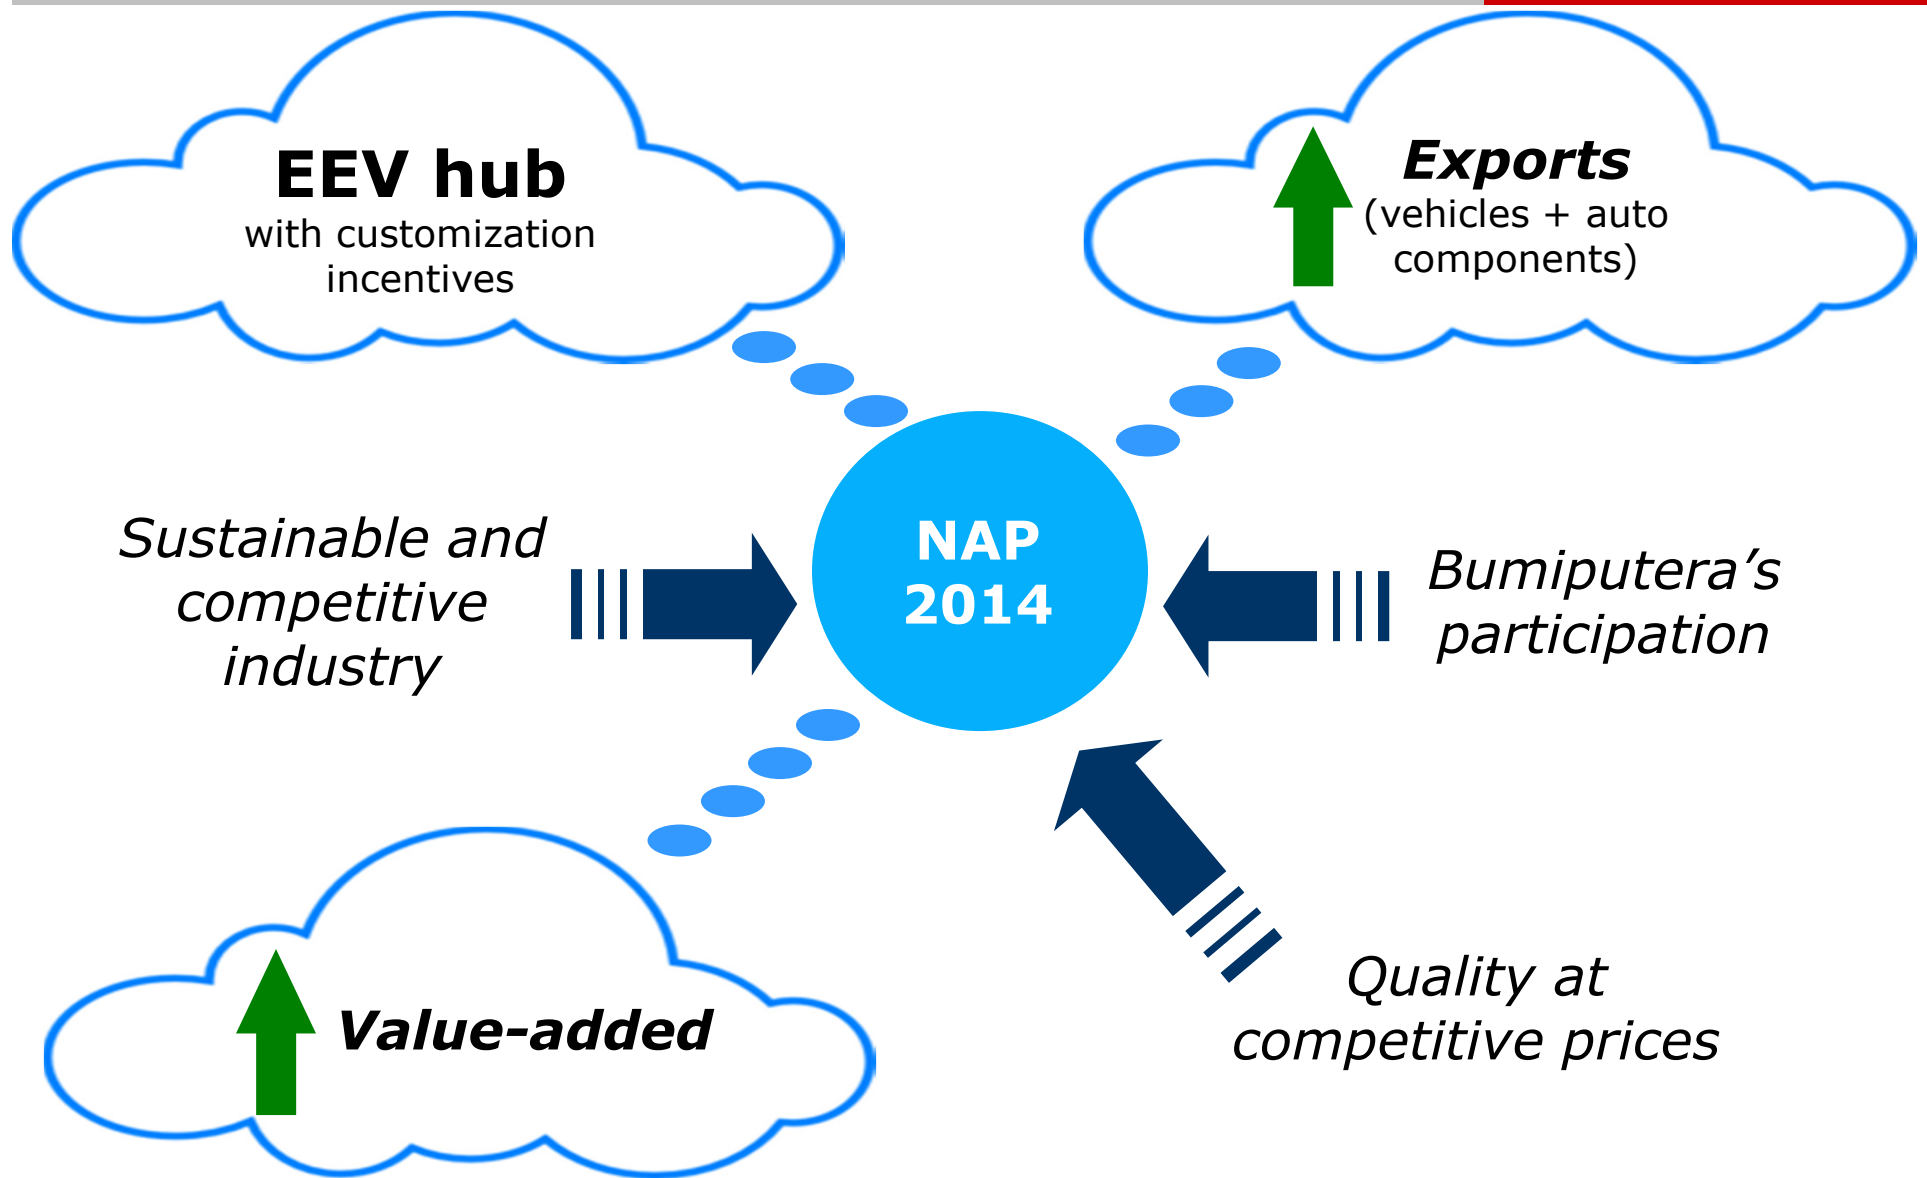 EEV hub
with customization
incentives
Exports
(vehicles + auto
components)
Sustainable and
competitive
industry
NAP
2014
Bumiputera’s
participation
Value-added
Quality at
competitive prices